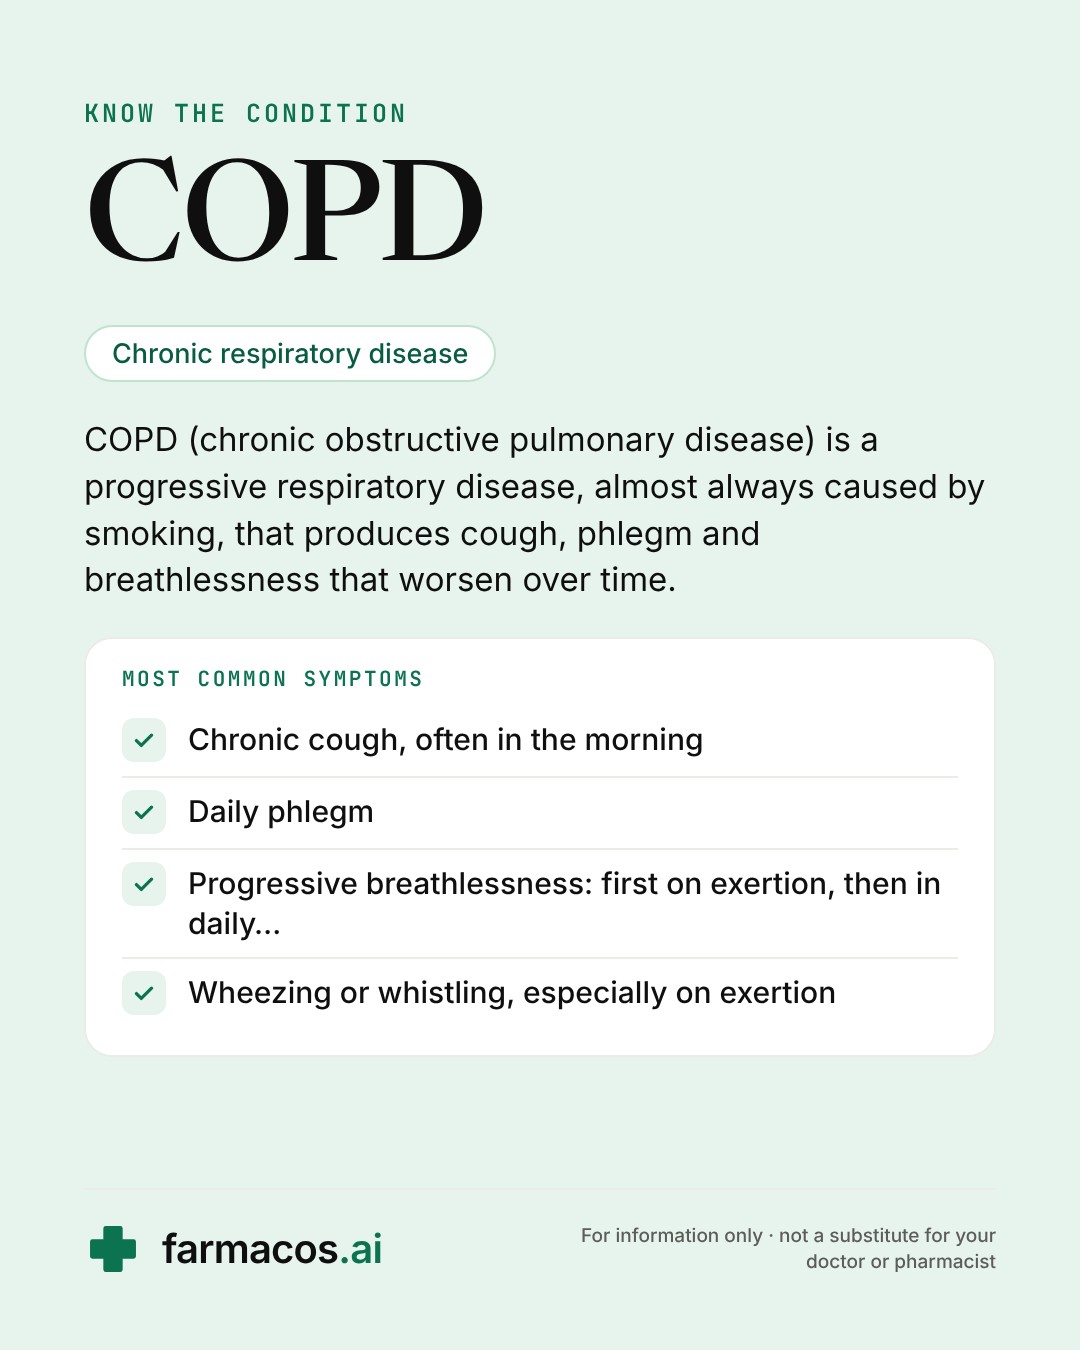 KNOW THE CONDITION
COPD
Chronic respiratory disease
COPD (chronic obstructive pulmonary disease) is a
progressive respiratory disease, almost always caused by
smoking, that produces cough, phlegm and
breathlessness that worsen over time.
MOST COMMON SYMPTOMS
Chronic cough, often in the morning
Daily phlegm
Progressive breathlessness: first on exertion, then in
daily...
Wheezing or whistling, especially on exertion
farmacos.ai
For information only · not a substitute for your
doctor or pharmacist